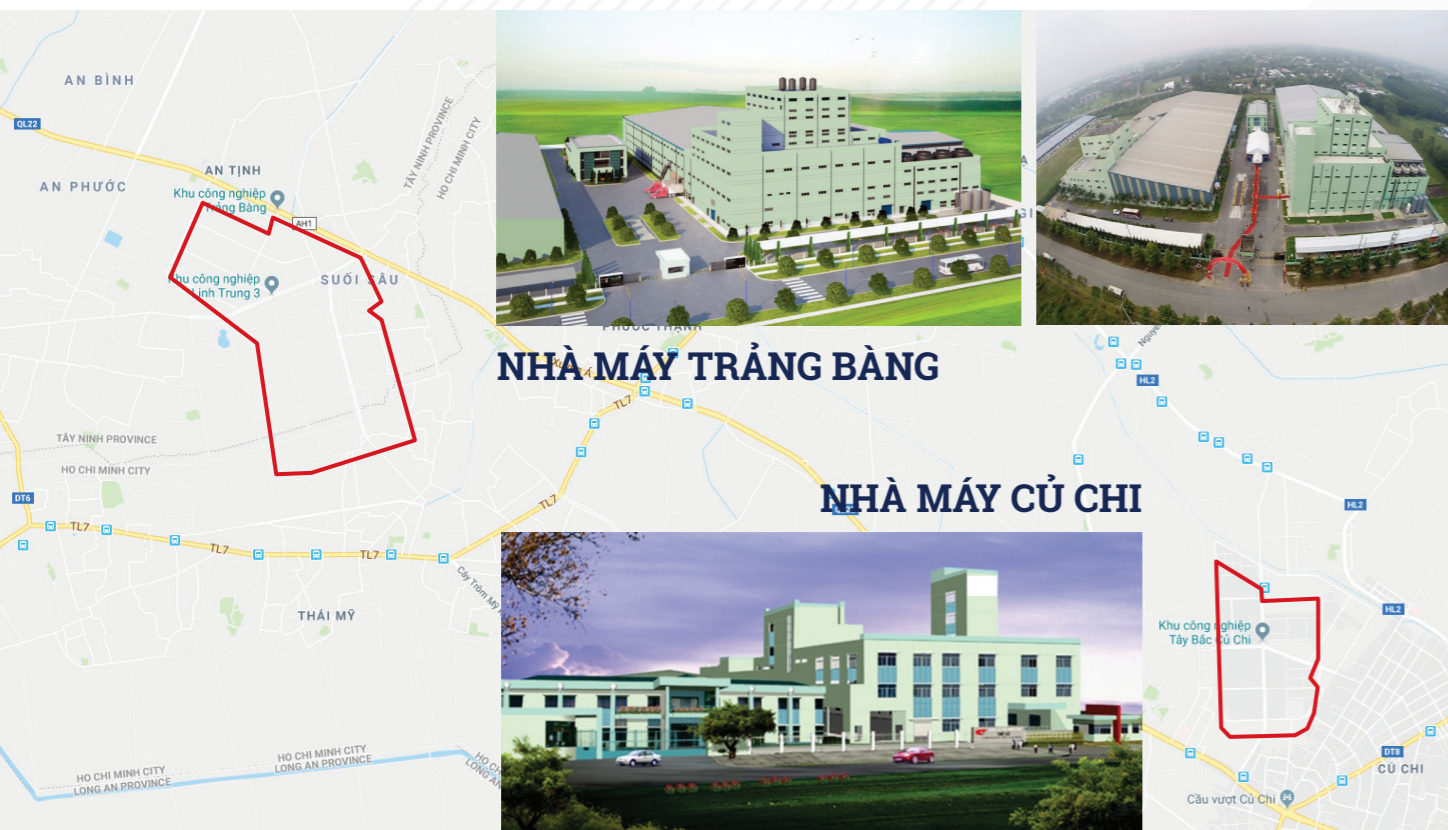 AN BÌNH
QL22
AN TỊNH
AN PHƯỚC
Khu công nghiệp
Trảng Bàng
AH1
TÂY NINH PROVINCE
HO CHI MINH CITY
Khu công nghiệp
Linh Trung 3
SUỐI SÂU
PHƯỚC THẠNH
NHÀ MÁY TRẢNG BÀNG
XUYÊN Á
TL7
HL2
TÂY NINH PROVINCE
HO CHI MINH CITY
NHÀ MÁY CỦ CHI
DT6
TL7
TL7
TL7
TL7
HL2
THÁI MỸ
HL2
Khu công nghiệp
Tây Bắc Củ Chi
HO CHI MINH CITY
LONG AN PROVINCE
HO CHI MINH CITY
LONG AN PROVINCE
DT8
CỦ CHI
Cầu vượt Củ Chi